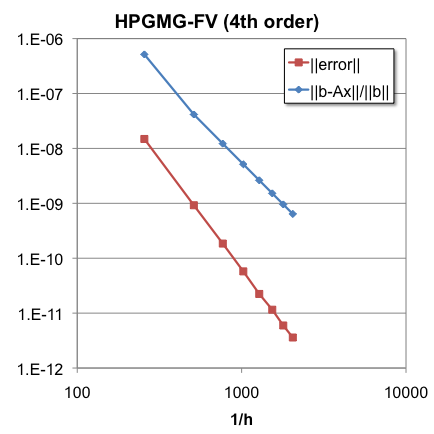 HPGMG-FV (4th order)
1.E-06
||error||
||b-Ax||/||b||
1.E-07
1.E-08
1.E-09
1.E-10
1.E-11
1.E-12
100
1000
10000
1/h